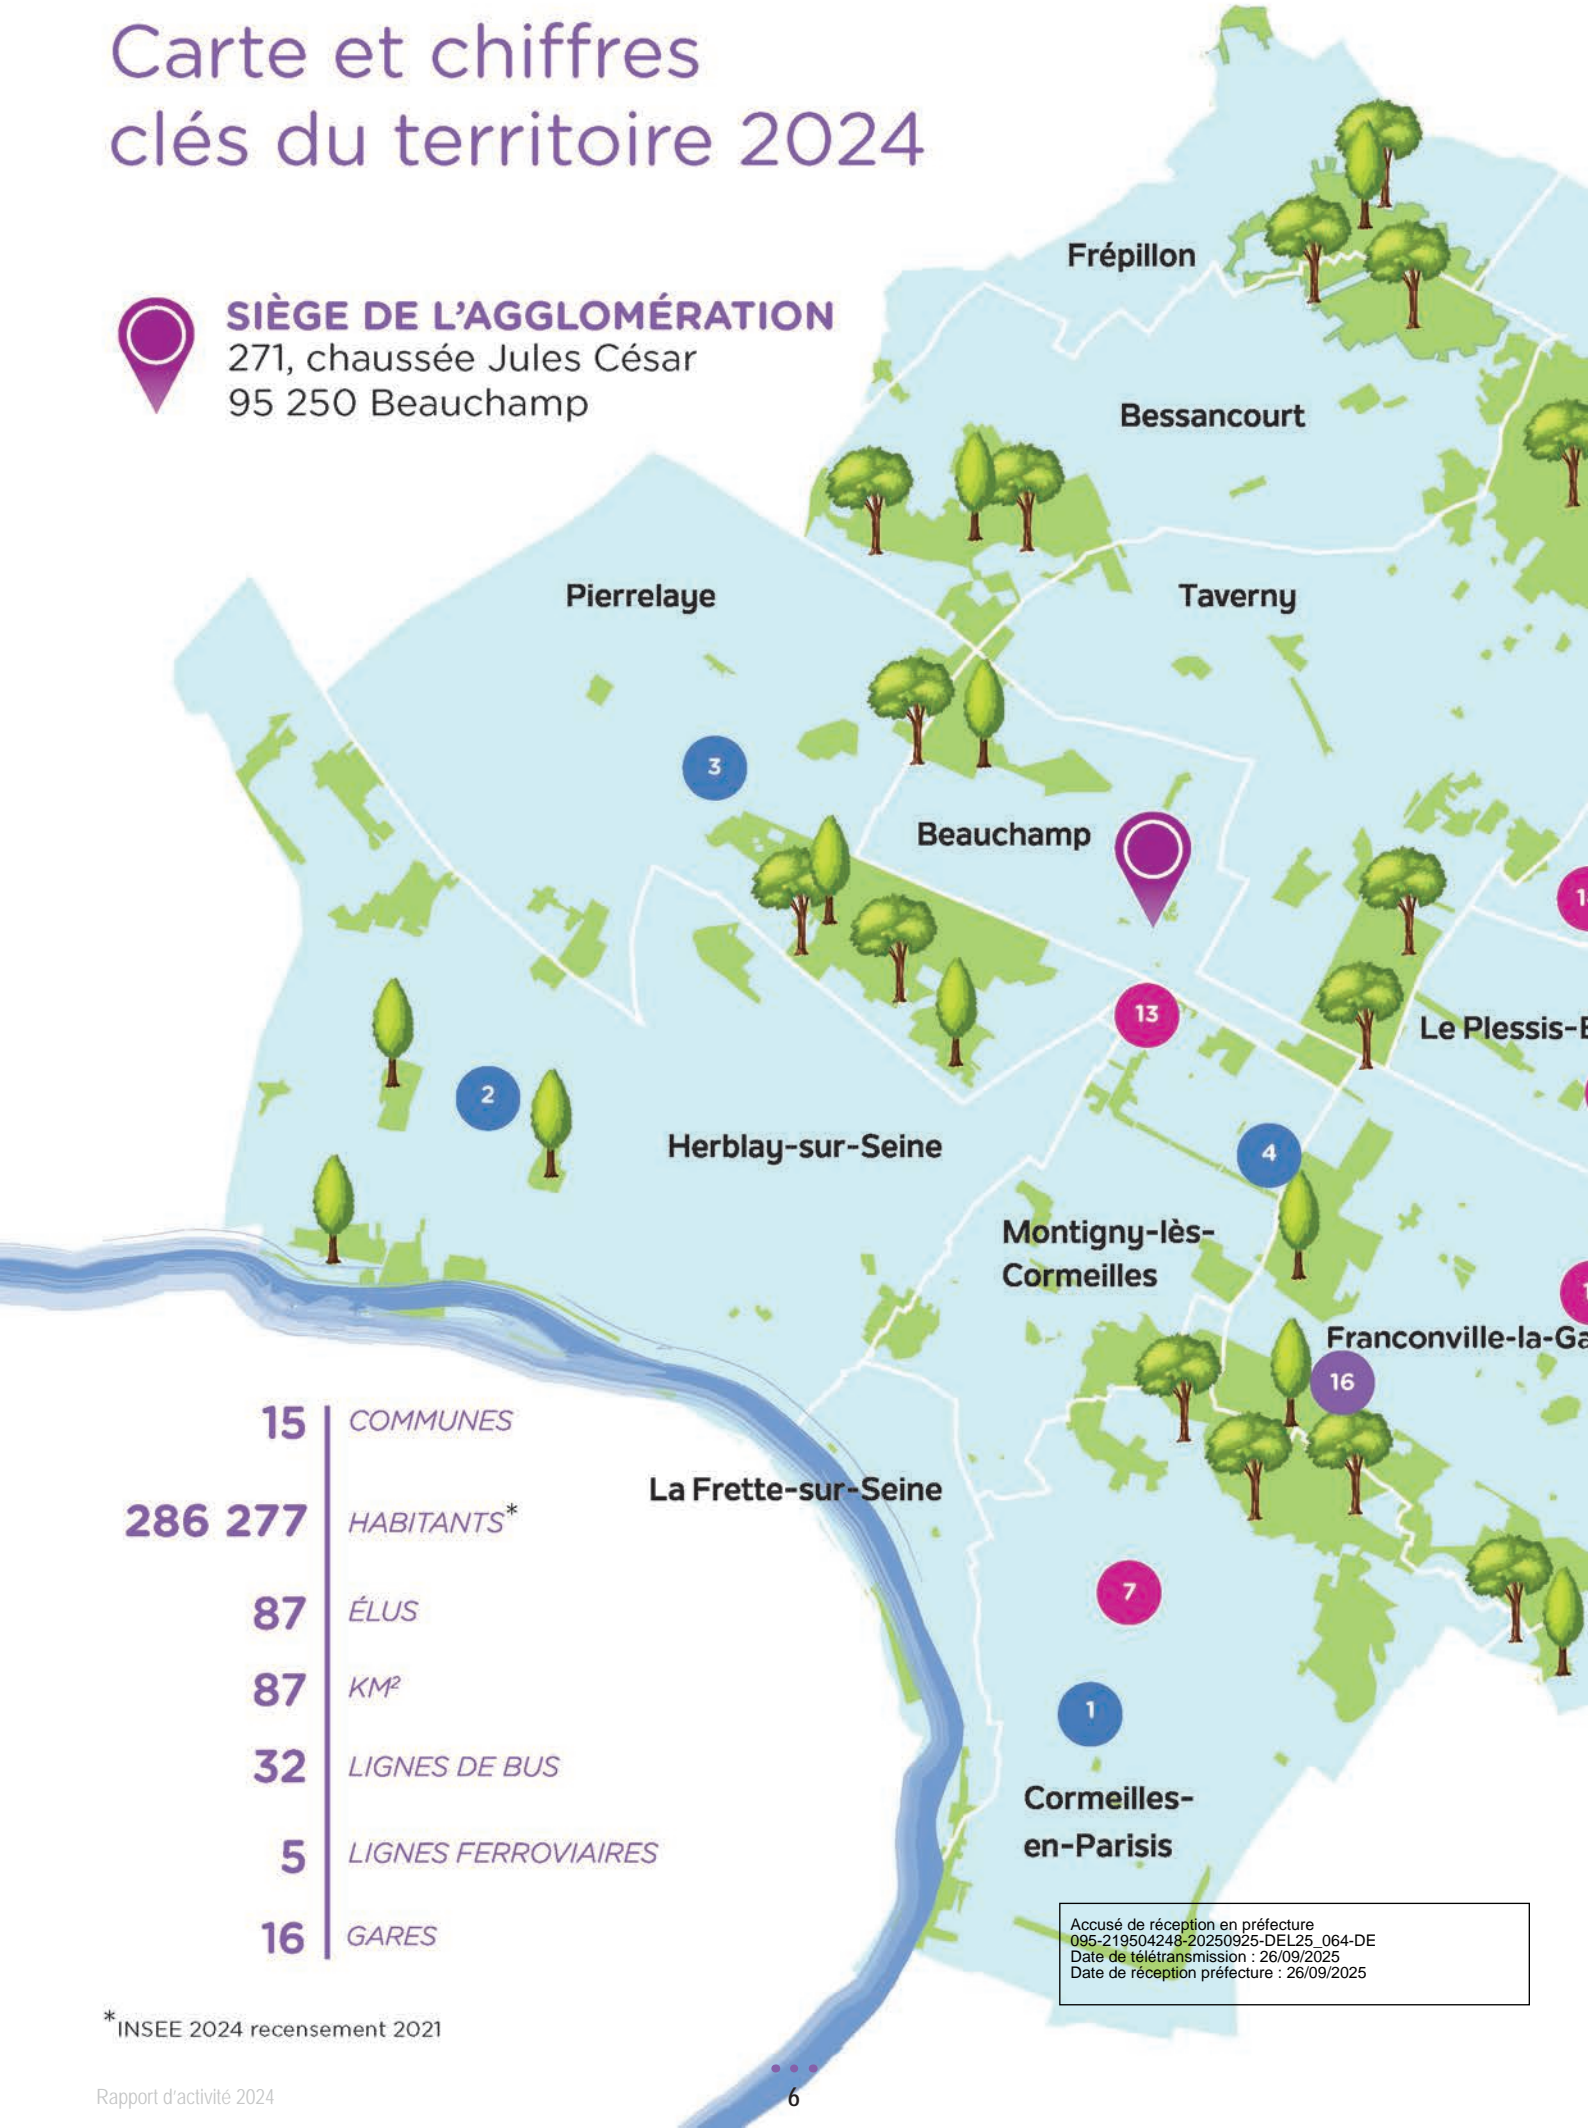 Carte et chiffres
clés du territoire 2024
SIÈGE DE L'AGGLOMÉRATION
271, chaussée Jules César
95 250 Beauchamp
Frépillon
Bessancourt
Pierrelaye
Taverny
3
Beauchamp
13
Le Plessis-
2
4
Herblay-sur-Seine
Montigny-lès-
Cormeilles
Franconville-la-Ga
16
La Frette-sur-Seine
7
1
Cormeilles-
en-Parisis
15 COMMUNES
286 277 HABITANTS*
87 ÉLUS
87 KM²
32 LIGNES DE BUS
5 LIGNES FERROVIAIRES
16 GARES
*INSEE 2024 recensement 2021
Accusé de réception en préfecture
095-219504248-20250925-DEL25_064-DE
Date de télétransmission : 26/09/2025
Date de réception préfecture : 26/09/2025
Rapport d'activité 2024
6